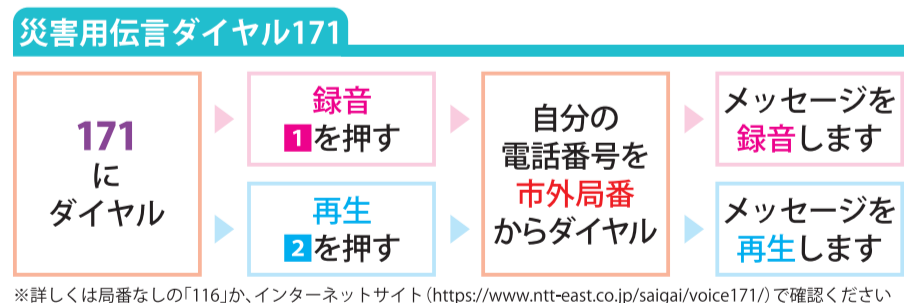 災害用伝言ダイヤル171
171
に
ダイヤル
録音
1を押す
再生
2を押す
自分の
電話番号を
市外局番
からダイヤル
メッセージを
録音します
メッセージを
再生します
※詳しくは局番なしの「116」か、インターネットサイト(https://www.ntt-east.co.jp/saigai/voice171/)で確認ください